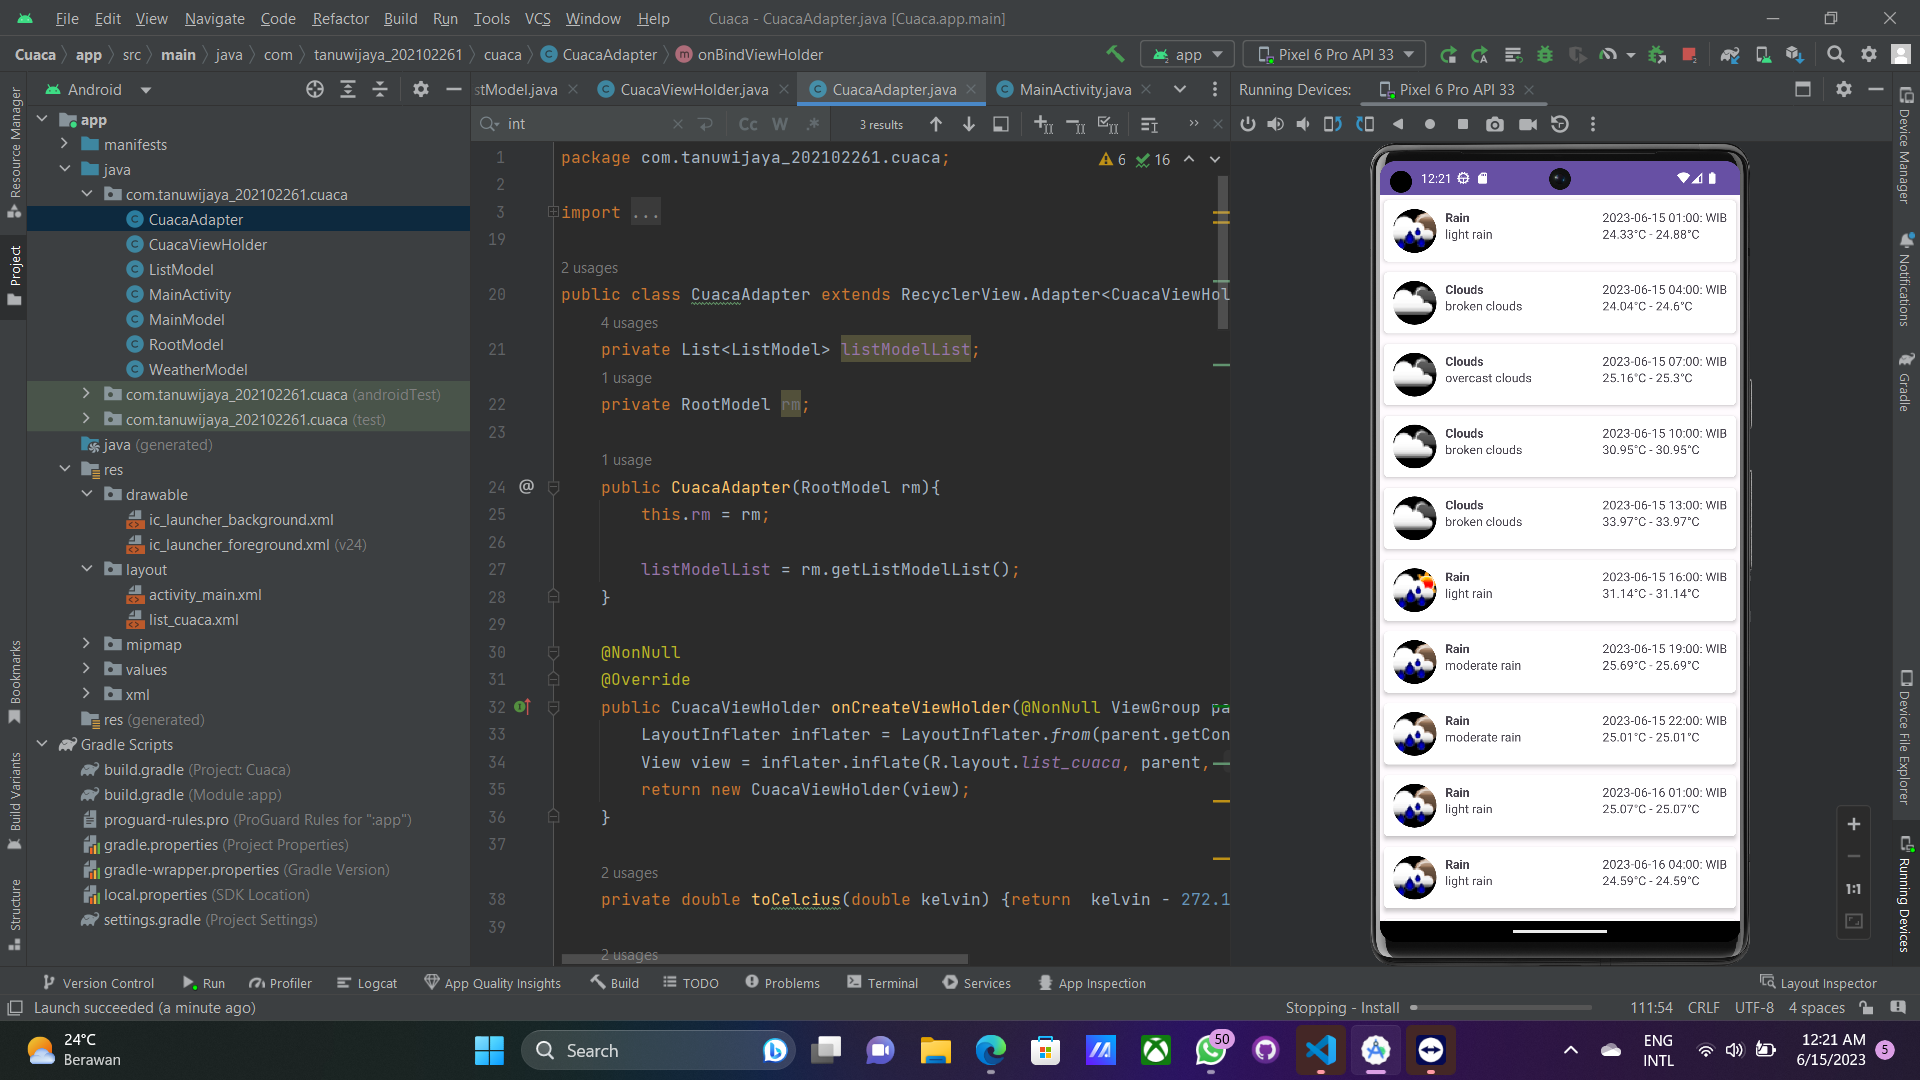 File Edit View Navigate Code Refactor Build Run Tools VCS Window Help Cuaca - CuacaAdapter.java [Cuaca.app.main]
Cuaca app src main java com tanuwijaya_202102261 cuaca CuacaAdapter onBindViewHolder app Pixel 6 Pro API 33
Android stModel.java CuacaViewHolder.java CuacaAdapter.java MainActivity.java Running Devices: Pixel 6 Pro API 33
int Cc W .* 3 results
Resource Manager
Project
Bookmarks
Build Variants
Structure
app
manifests
java
com.tanuwijaya_202102261.cuaca
CuacaAdapter
CuacaViewHolder
ListModel
MainActivity
MainModel
RootModel
WeatherModel
com.tanuwijaya_202102261.cuaca (androidTest)
com.tanuwijaya_202102261.cuaca (test)
java (generated)
res
drawable
ic_launcher_background.xml
ic_launcher_foreground.xml (v24)
layout
activity_main.xml
list_cuaca.xml
mipmap
values
xml
res (generated)
Gradle Scripts
build.gradle (Project: Cuaca)
build.gradle (Module :app)
proguard-rules.pro (ProGuard Rules for ":app")
gradle.properties (Project Properties)
gradle-wrapper.properties (Gradle Version)
local.properties (SDK Location)
settings.gradle (Project Settings)
6 16
1 package com.tanuwijaya_202102261.cuaca;
2
3 import ...
19
2 usages
20 public class CuacaAdapter extends RecyclerView.Adapter<CuacaViewHol
4 usages
21 private List<ListModel> listModelList;
1 usage
22 private RootModel rm;
23
1 usage
24 @ public CuacaAdapter(RootModel rm){
25 this.rm = rm;
26
27 listModelList = rm.getListModelList();
28 }
29
30 @NonNull
31 @Override
32 public CuacaViewHolder onCreateViewHolder(@NonNull ViewGroup pa
33 LayoutInflater inflater = LayoutInflater.from(parent.getCon
34 View view = inflater.inflate(R.layout.list_cuaca, parent,
35 return new CuacaViewHolder(view);
36 }
37
2 usages
38 private double toCelcius(double kelvin) {return kelvin - 272.1
39
2 usages
12:21
Rain 2023-06-15 01:00: WIB
light rain 24.33°C - 24.88°C
Clouds 2023-06-15 04:00: WIB
broken clouds 24.04°C - 24.6°C
Clouds 2023-06-15 07:00: WIB
overcast clouds 25.16°C - 25.3°C
Clouds 2023-06-15 10:00: WIB
broken clouds 30.95°C - 30.95°C
Clouds 2023-06-15 13:00: WIB
broken clouds 33.97°C - 33.97°C
Rain 2023-06-15 16:00: WIB
light rain 31.14°C - 31.14°C
Rain 2023-06-15 19:00: WIB
moderate rain 25.69°C - 25.69°C
Rain 2023-06-15 22:00: WIB
moderate rain 25.01°C - 25.01°C
Rain 2023-06-16 01:00: WIB
light rain 25.07°C - 25.07°C
Rain 2023-06-16 04:00: WIB
light rain 24.59°C - 24.59°C
1:1
Device Manager
Notifications
Gradle
Device File Explorer
Running Devices
Version Control Run Profiler Logcat App Quality Insights Build TODO Problems Terminal Services App Inspection Layout Inspector
Launch succeeded (a minute ago) Stopping - Install 111:54 CRLF UTF-8 4 spaces
24°C
Berawan
Search
50
ENG
INTL
12:21 AM
6/15/2023
5